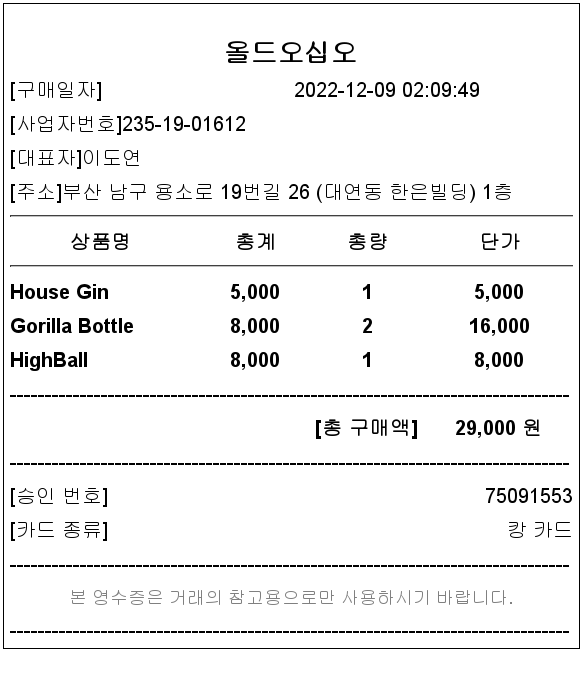 올드오십오
[구매일자] 2022-12-09 02:09:49
[사업자번호]235-19-01612
[대표자]이도연
[주소]부산 남구 용소로 19번길 26 (대연동 한은빌딩) 1층
상품명 총계 총량 단가
House Gin 5,000 1 5,000
Gorilla Bottle 8,000 2 16,000
HighBall 8,000 1 8,000
[총 구매액] 29,000 원
[승인 번호] 75091553
[카드 종류] 캉 카드
본 영수증은 거래의 참고용으로만 사용하시기 바랍니다.